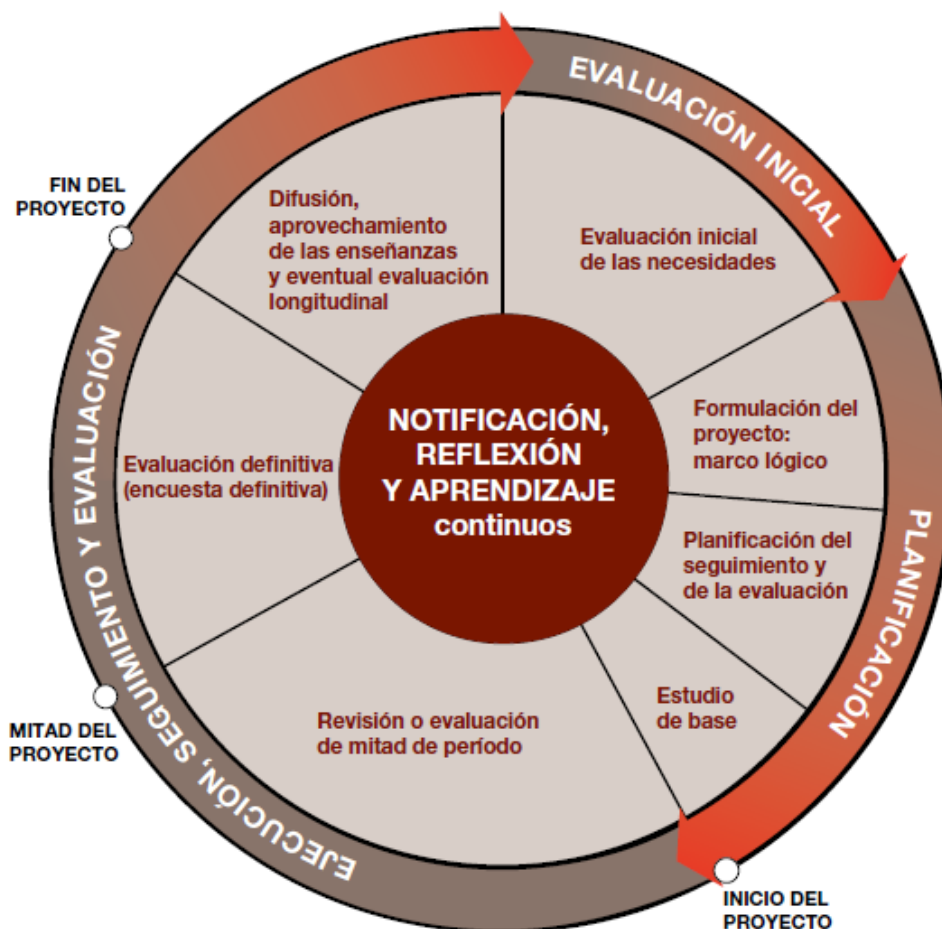 EVALUACIÓN INICIAL
Evaluación inicial
de las necesidades
PLANIFICACIÓN
Formulación del
proyecto:
marco lógico
Planificación del
seguimiento y
de la evaluación
Estudio
de base
INICIO DEL
PROYECTO
EJECUCIÓN, SEGUIMIENTO Y EVALUACIÓN
Revisión o evaluación
de mitad de período
MITAD DEL
PROYECTO
Evaluación definitiva
(encuesta definitiva)
FIN DEL
PROYECTO
Difusión,
aprovechamiento
de las enseñanzas
y eventual evaluación
longitudinal
NOTIFICACIÓN,
REFLEXIÓN
Y APRENDIZAJE
continuos